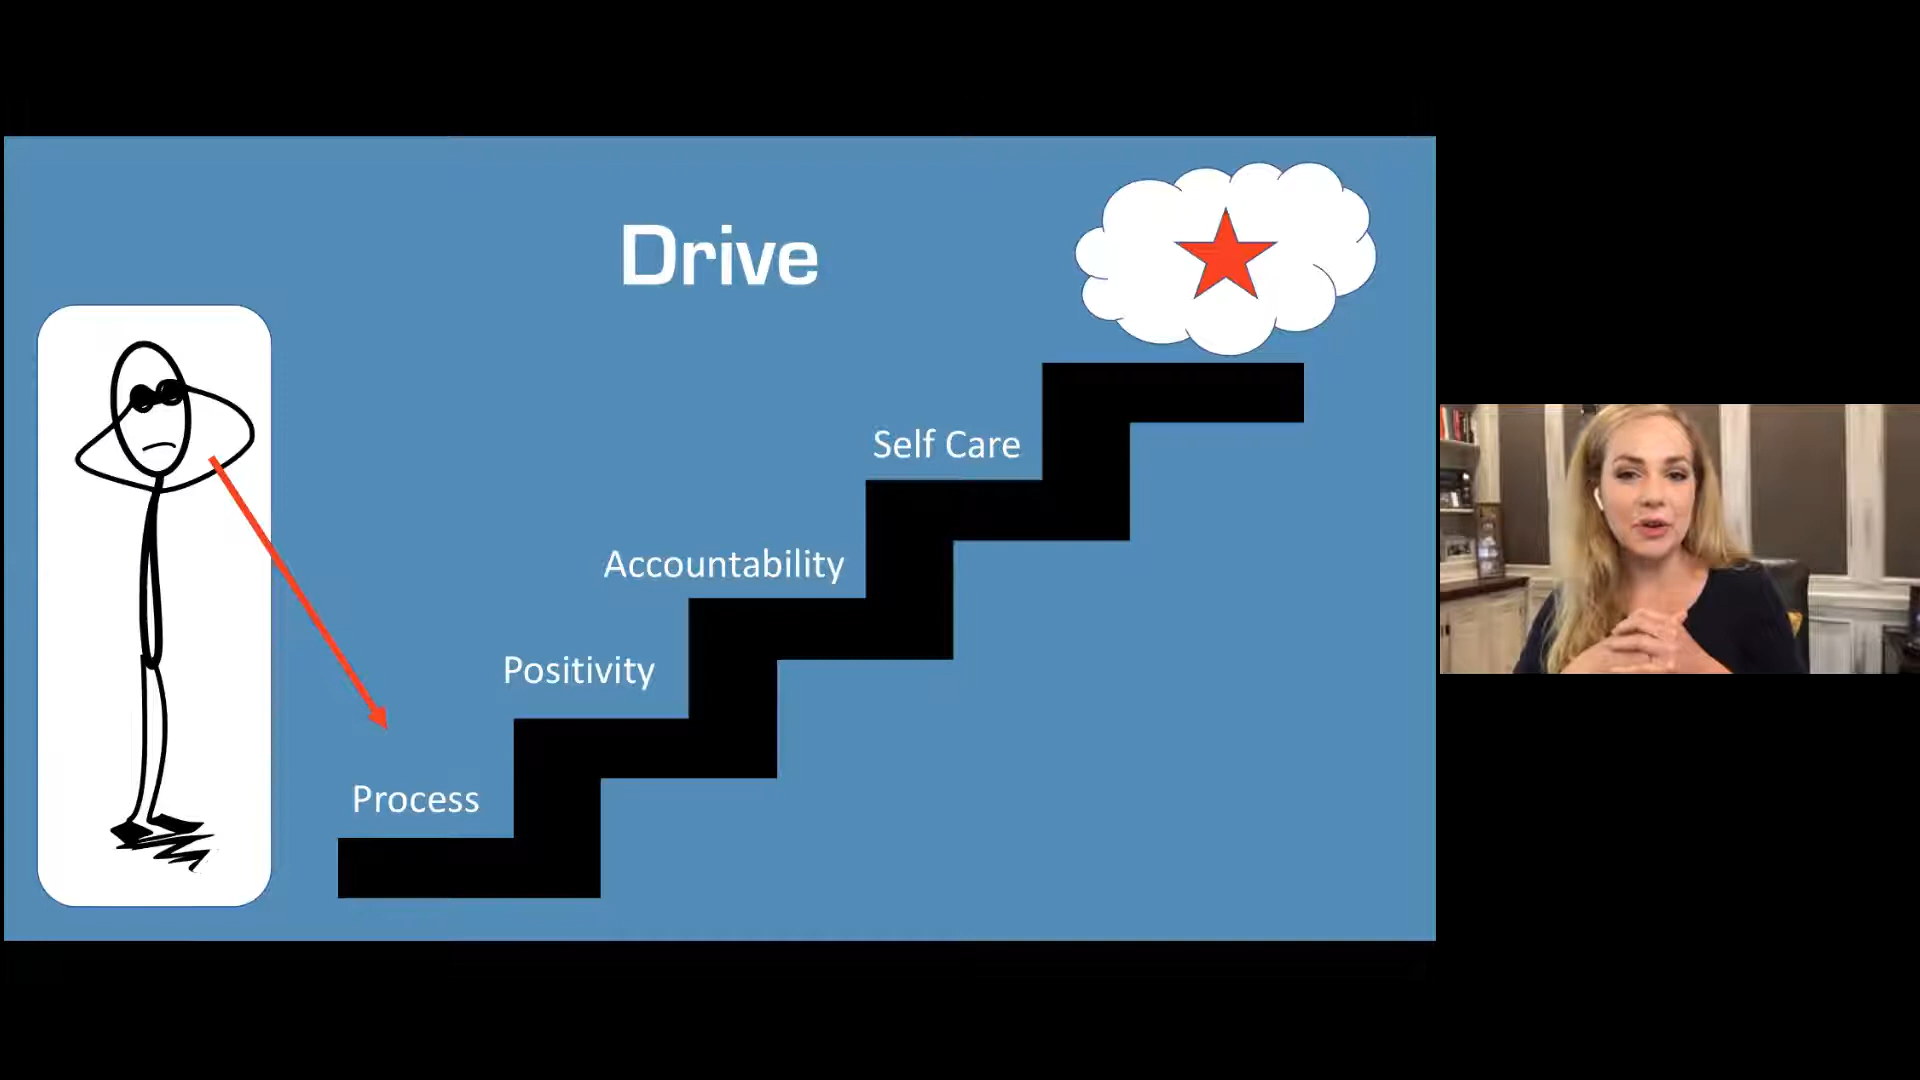 Drive
Self Care
Accountability
Positivity
Process